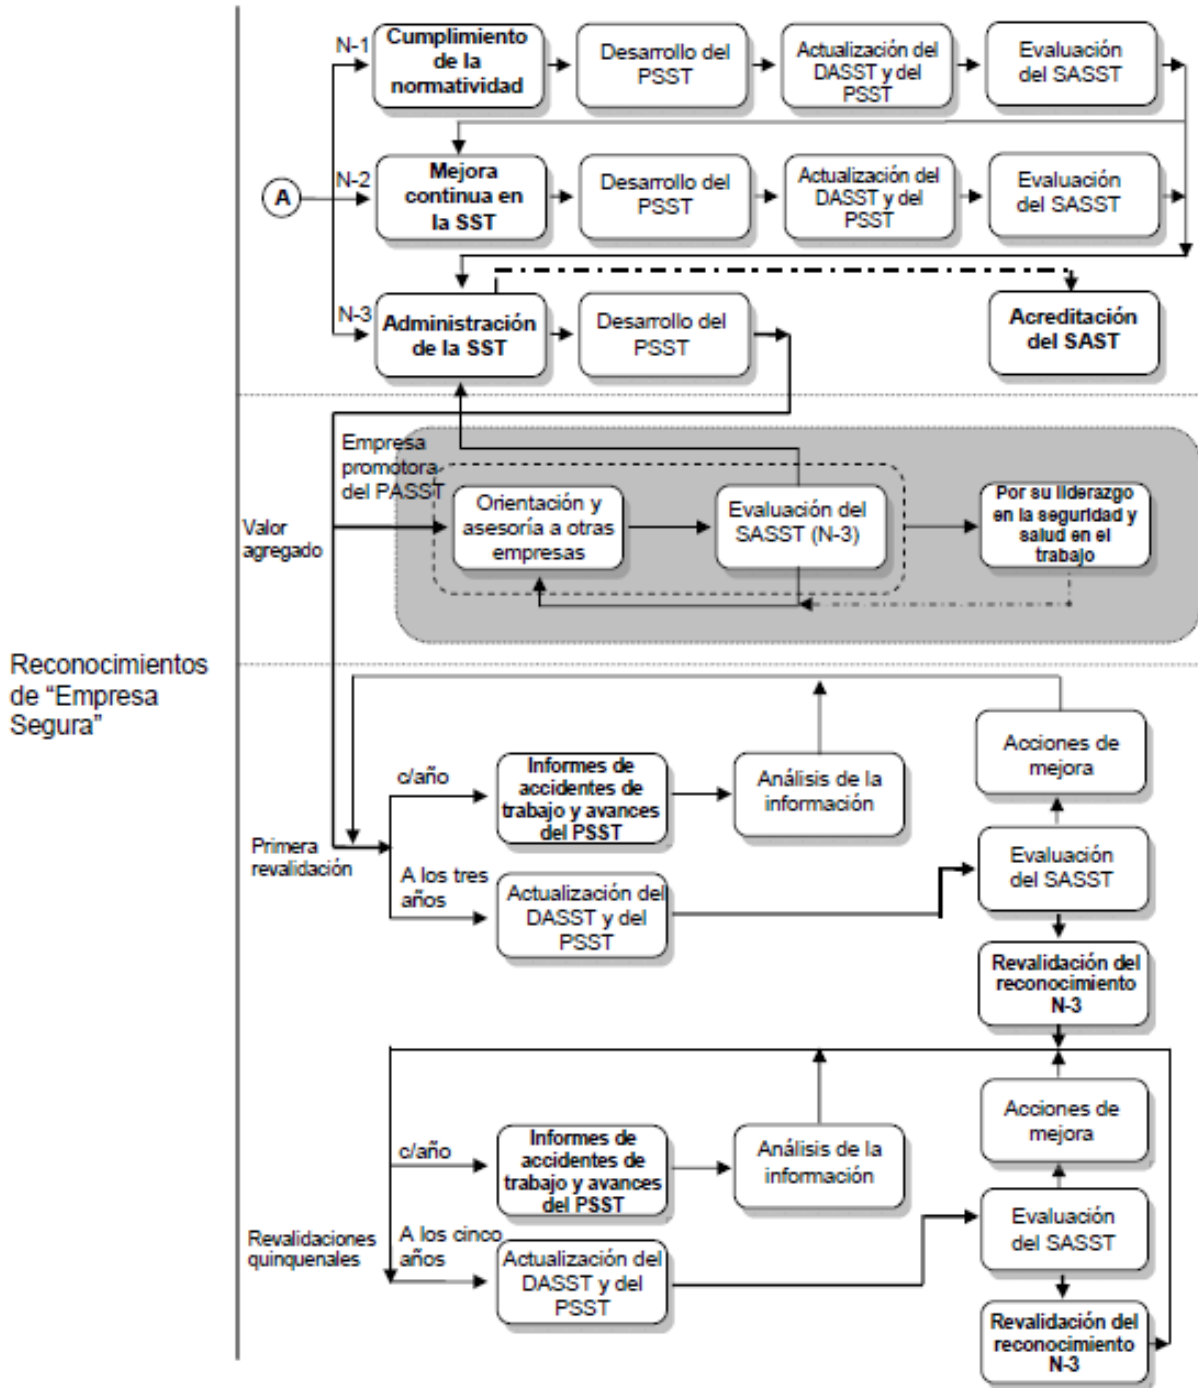 N-1
Cumplimiento
de la
normatividad
Desarrollo del
PSST
Actualización del
DASST y del
PSST
Evaluación
del SASST
A
N-2
Mejora
continua en
la SST
Desarrollo del
PSST
Actualización del
DASST y del
PSST
Evaluación
del SASST
N-3
Administración
de la SST
Desarrollo del
PSST
Acreditación
del SAST
Valor
agregado
Empresa
promotora
del PASST
Orientación y
asesoría a otras
empresas
Evaluación del
SASST (N-3)
Por su liderazgo
en la seguridad y
salud en el
trabajo
Reconocimientos
de “Empresa
Segura”
Primera
revalidación
c/año
Informes de
accidentes de
trabajo y avances
del PSST
Análisis de la
información
Acciones de
mejora
A los tres
años
Actualización del
DASST y del
PSST
Evaluación
del SASST
Revalidación del
reconocimiento
N-3
Revalidaciones
quinquenales
c/año
Informes de
accidentes de
trabajo y avances
del PSST
Análisis de la
información
Acciones de
mejora
A los cinco
años
Actualización del
DASST y del
PSST
Evaluación
del SASST
Revalidación del
reconocimiento
N-3